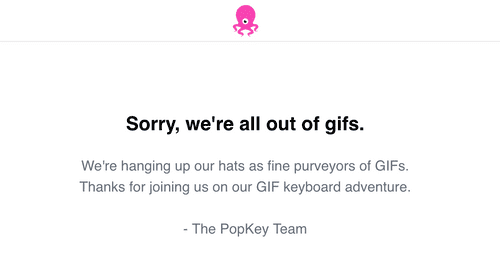 Sorry, we're all out of gifs.
We're hanging up our hats as fine purveyors of GIFs.
Thanks for joining us on our GIF keyboard adventure.
- The PopKey Team